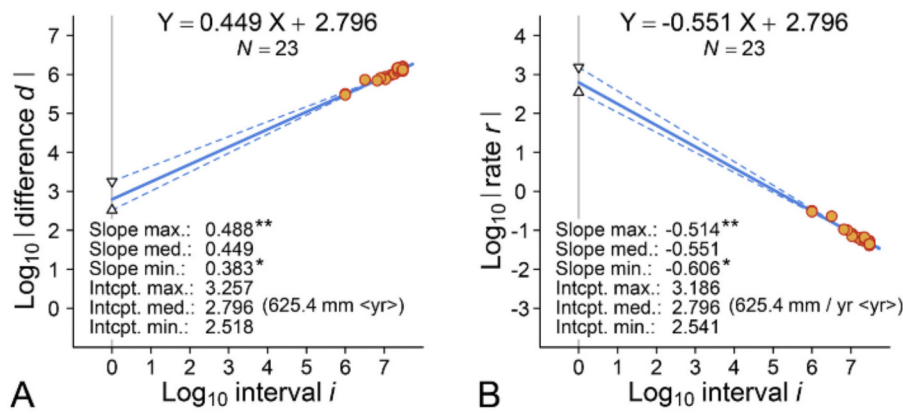 Y = 0.449 X + 2.796
N = 23
Log10 | difference d |
7
6
5
4
3
2
1
0
Slope max.: 0.488**
Slope med.: 0.449
Slope min.: 0.383*
Intcpt. max.: 3.257
Intcpt. med.: 2.796 (625.4 mm <yr>)
Intcpt. min.: 2.518
0 1 2 3 4 5 6 7
Log10 interval i
A
Y = -0.551 X + 2.796
N = 23
Log10 | rate r |
4
3
2
1
0
-1
-2
-3
Slope max.: -0.514**
Slope med.: -0.551
Slope min.: -0.606*
Intcpt. max.: 3.186
Intcpt. med.: 2.796 (625.4 mm / yr <yr>)
Intcpt. min.: 2.541
0 1 2 3 4 5 6 7
Log10 interval i
B